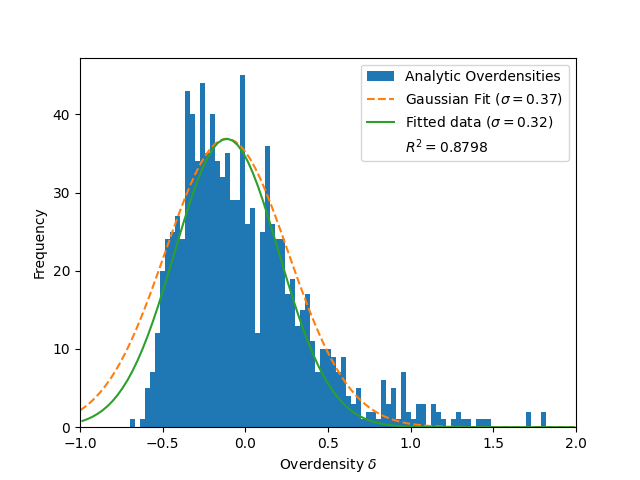 Analytic Overdensities
Gaussian Fit (σ = 0.37)
Fitted data (σ = 0.32)
R² = 0.8798
Frequency
40
30
20
10
0
−1.0 −0.5 0.0 0.5 1.0 1.5 2.0
Overdensity δ